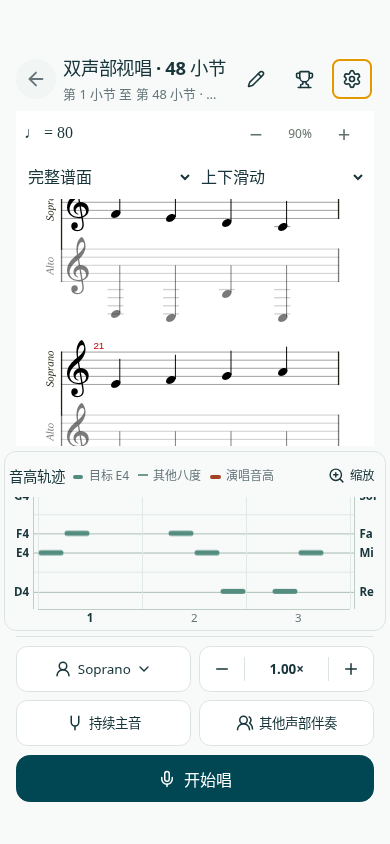 双声部视唱 · 48 小节
第 1 小节 至 第 48 小节 · ...
♩ = 80
90%
完整谱面
上下滑动
Alto
21
Soprano
Alto
音高轨迹
目标 E4
其他八度
演唱音高
缩放
F4
Fa
E4
Mi
D4
Re
1
2
3
Soprano
1.00×
持续主音
其他声部伴奏
开始唱